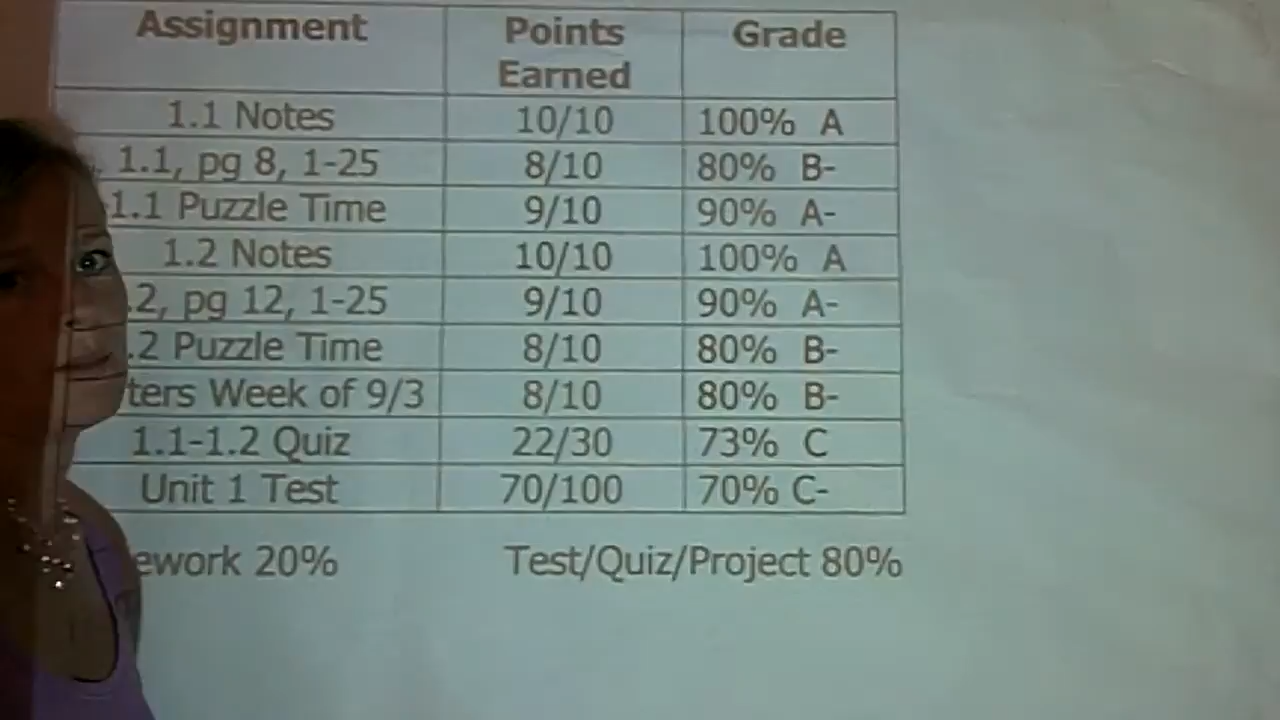 Assignment Points Earned Grade
1.1 Notes 10/10 100% A
1.1, pg 8, 1-25 8/10 80% B-
1.1 Puzzle Time 9/10 90% A-
1.2 Notes 10/10 100% A
.2, pg 12, 1-25 9/10 90% A-
.2 Puzzle Time 8/10 80% B-
ters Week of 9/3 8/10 80% B-
1.1-1.2 Quiz 22/30 73% C
Unit 1 Test 70/100 70% C-
ework 20% Test/Quiz/Project 80%